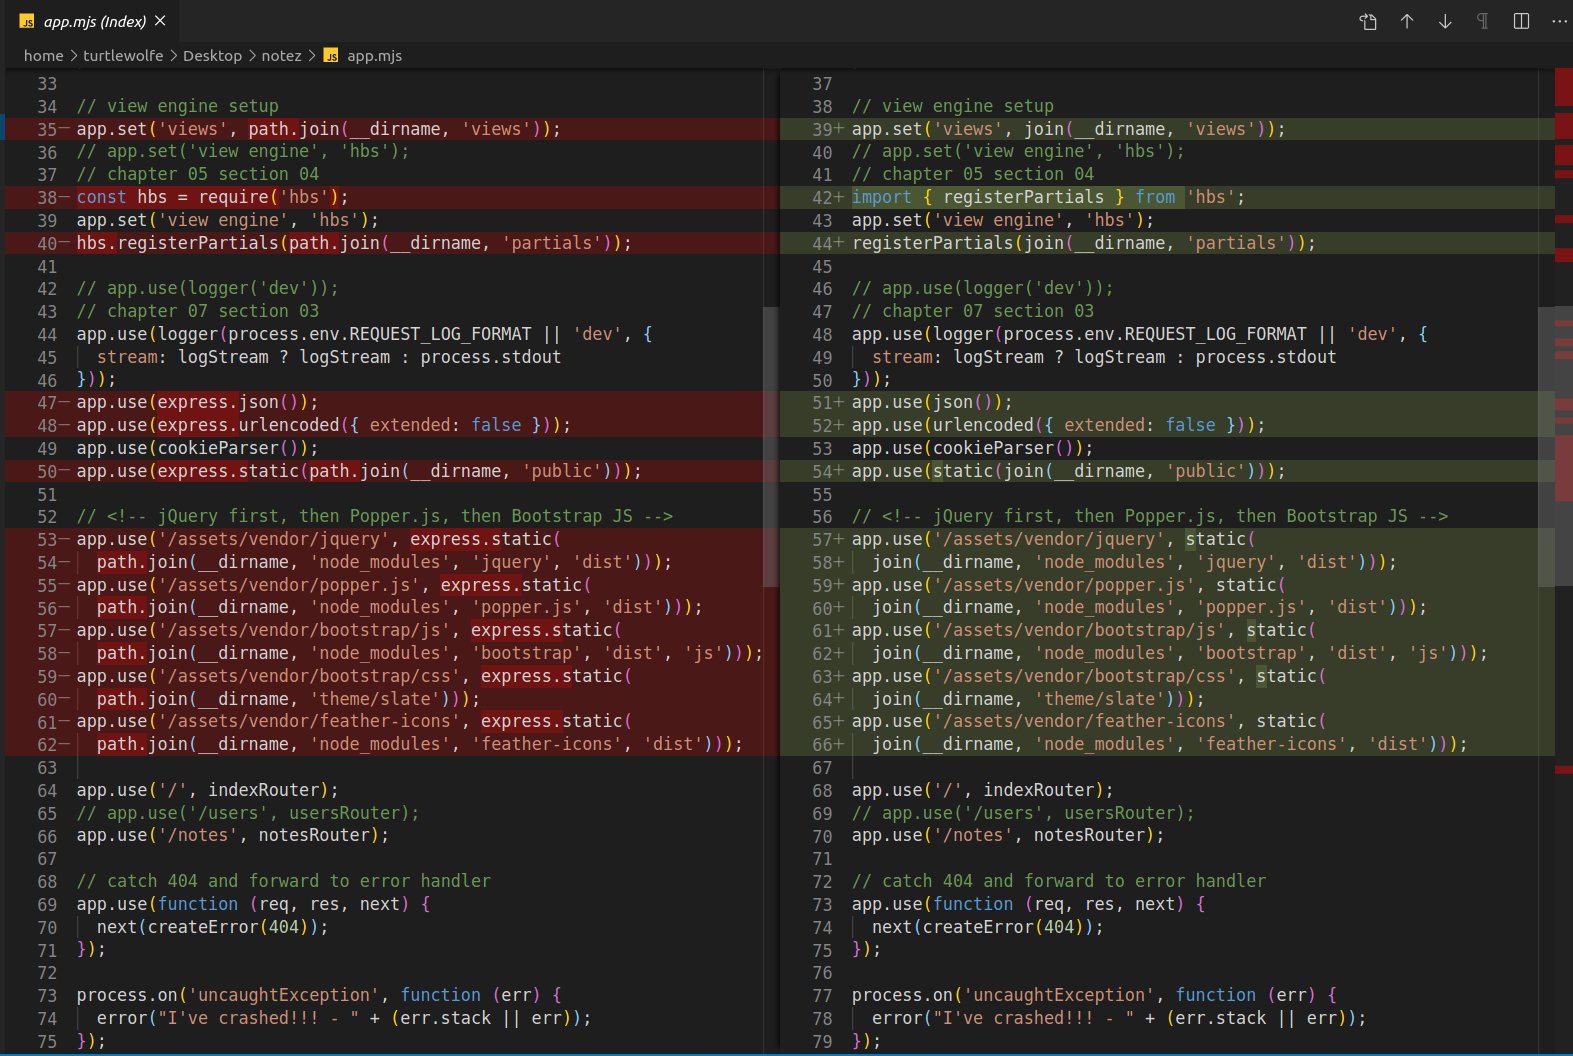 JS app.mjs (Index)
home > turtlewolfe > Desktop > notez > JS app.mjs
33
34 // view engine setup
35− app.set('views', path.join(__dirname, 'views'));
36 // app.set('view engine', 'hbs');
37 // chapter 05 section 04
38− const hbs = require('hbs');
39 app.set('view engine', 'hbs');
40− hbs.registerPartials(path.join(__dirname, 'partials'));
41
42 // app.use(logger('dev'));
43 // chapter 07 section 03
44 app.use(logger(process.env.REQUEST_LOG_FORMAT || 'dev', {
45   stream: logStream ? logStream : process.stdout
46 }));
47− app.use(express.json());
48− app.use(express.urlencoded({ extended: false }));
49 app.use(cookieParser());
50− app.use(express.static(path.join(__dirname, 'public')));
51
52 // <!-- jQuery first, then Popper.js, then Bootstrap JS -->
53− app.use('/assets/vendor/jquery', express.static(
54−   path.join(__dirname, 'node_modules', 'jquery', 'dist')));
55− app.use('/assets/vendor/popper.js', express.static(
56−   path.join(__dirname, 'node_modules', 'popper.js', 'dist')));
57− app.use('/assets/vendor/bootstrap/js', express.static(
58−   path.join(__dirname, 'node_modules', 'bootstrap', 'dist', 'js')));
59− app.use('/assets/vendor/bootstrap/css', express.static(
60−   path.join(__dirname, 'theme/slate')));
61− app.use('/assets/vendor/feather-icons', express.static(
62−   path.join(__dirname, 'node_modules', 'feather-icons', 'dist')));
63
64 app.use('/', indexRouter);
65 // app.use('/users', usersRouter);
66 app.use('/notes', notesRouter);
67
68 // catch 404 and forward to error handler
69 app.use(function (req, res, next) {
70   next(createError(404));
71 });
72
73 process.on('uncaughtException', function (err) {
74   error("I've crashed!!! - " + (err.stack || err));
75 });
37
38 // view engine setup
39+ app.set('views', join(__dirname, 'views'));
40 // app.set('view engine', 'hbs');
41 // chapter 05 section 04
42+ import { registerPartials } from 'hbs';
43 app.set('view engine', 'hbs');
44+ registerPartials(join(__dirname, 'partials'));
45
46 // app.use(logger('dev'));
47 // chapter 07 section 03
48 app.use(logger(process.env.REQUEST_LOG_FORMAT || 'dev', {
49   stream: logStream ? logStream : process.stdout
50 }));
51+ app.use(json());
52+ app.use(urlencoded({ extended: false }));
53 app.use(cookieParser());
54+ app.use(static(join(__dirname, 'public')));
55
56 // <!-- jQuery first, then Popper.js, then Bootstrap JS -->
57+ app.use('/assets/vendor/jquery', static(
58+   join(__dirname, 'node_modules', 'jquery', 'dist')));
59+ app.use('/assets/vendor/popper.js', static(
60+   join(__dirname, 'node_modules', 'popper.js', 'dist')));
61+ app.use('/assets/vendor/bootstrap/js', static(
62+   join(__dirname, 'node_modules', 'bootstrap', 'dist', 'js')));
63+ app.use('/assets/vendor/bootstrap/css', static(
64+   join(__dirname, 'theme/slate')));
65+ app.use('/assets/vendor/feather-icons', static(
66+   join(__dirname, 'node_modules', 'feather-icons', 'dist')));
67
68 app.use('/', indexRouter);
69 // app.use('/users', usersRouter);
70 app.use('/notes', notesRouter);
71
72 // catch 404 and forward to error handler
73 app.use(function (req, res, next) {
74   next(createError(404));
75 });
76
77 process.on('uncaughtException', function (err) {
78   error("I've crashed!!! - " + (err.stack || err));
79 });